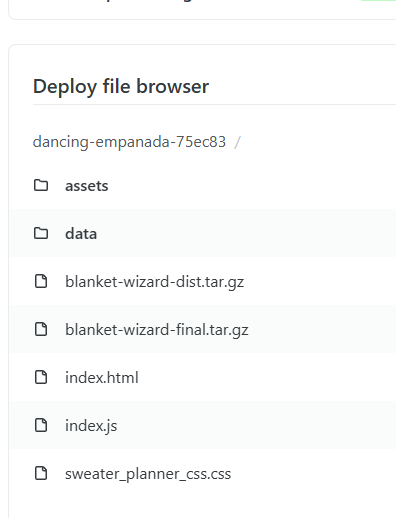 Deploy file browser
dancing-empanada-75ec83 /
assets
data
blanket-wizard-dist.tar.gz
blanket-wizard-final.tar.gz
index.html
index.js
sweater_planner_css.css